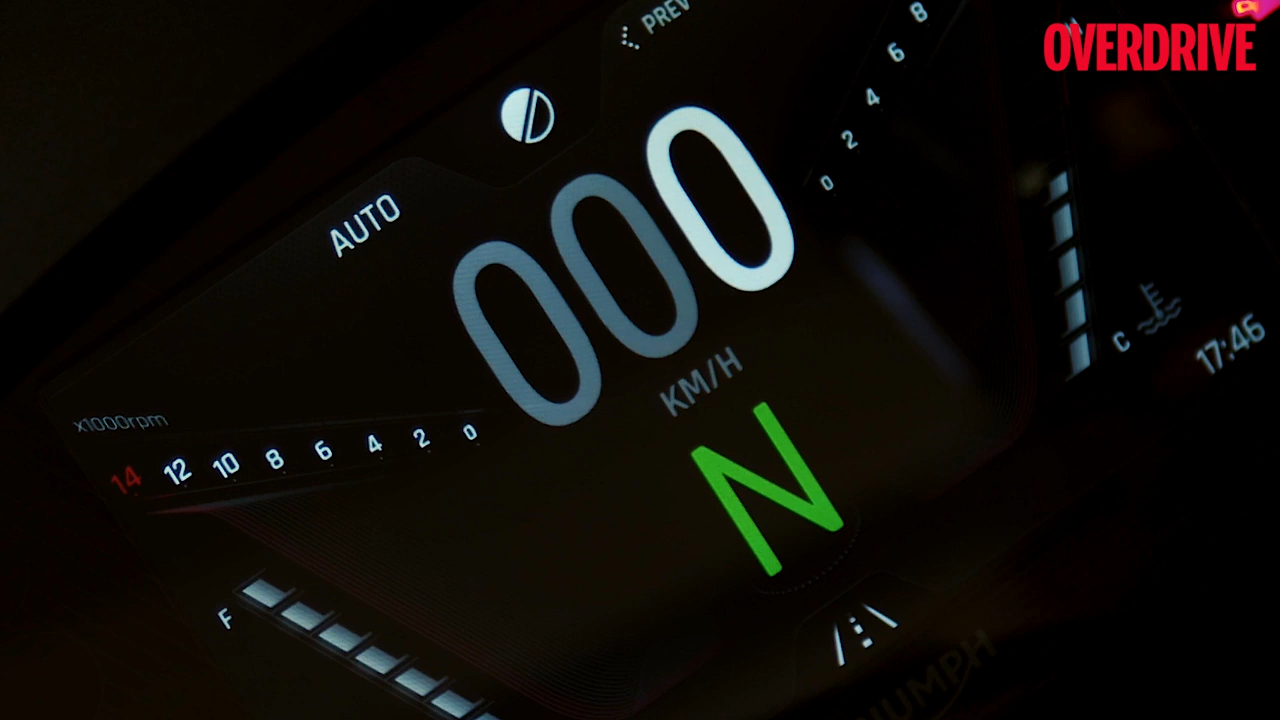 OVERDRIVE
PREV
8
6
4
2
0
AUTO
000
KM/H
x1000rpm
14 12 10 8 6 4 2 0
N
H
C
17:46
F
TRIUMPH